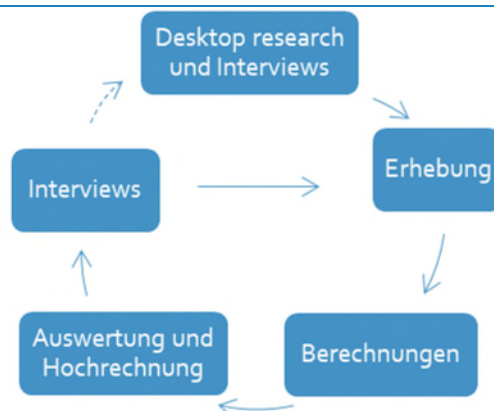 Desktop research
und Interviews
Erhebung
Interviews
Auswertung und
Hochrechnung
Berechnungen